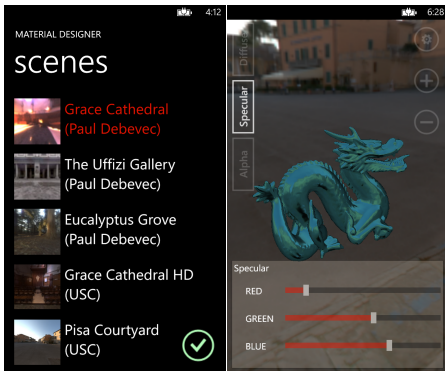 4:12
MATERIAL DESIGNER
scenes
Grace Cathedral
(Paul Debevec)
The Uffizi Gallery
(Paul Debevec)
Eucalyptus Grove
(Paul Debevec)
Grace Cathedral HD
(USC)
Pisa Courtyard
(USC)
6:28
Diffuse
Specular
Alpha
Specular
RED
GREEN
BLUE